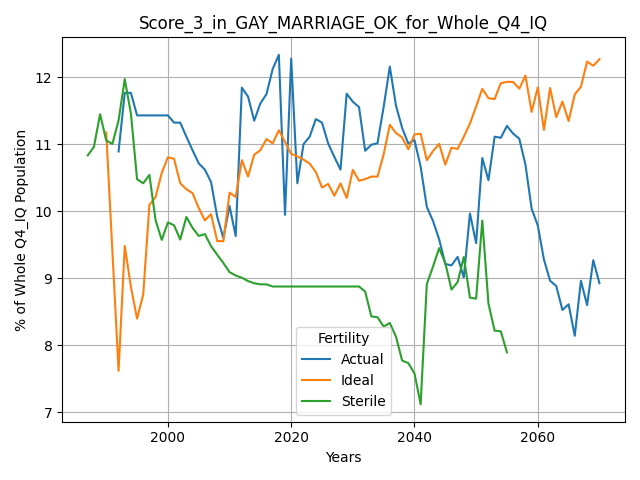 Score_3_in_GAY_MARRIAGE_OK_for_Whole_Q4_IQ
% of Whole Q4_IQ Population
12
11
10
9
8
7
Fertility
Actual
Ideal
Sterile
2000
2020
2040
2060
Years